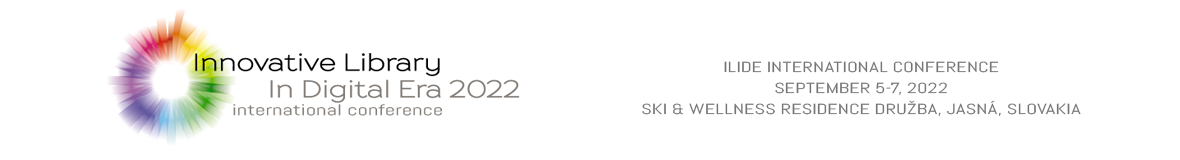 Innovative Library
In Digital Era 2022
international conference
ILIDE INTERNATIONAL CONFERENCE
SEPTEMBER 5-7, 2022
SKI & WELLNESS RESIDENCE DRUŽBA, JASNÁ, SLOVAKIA